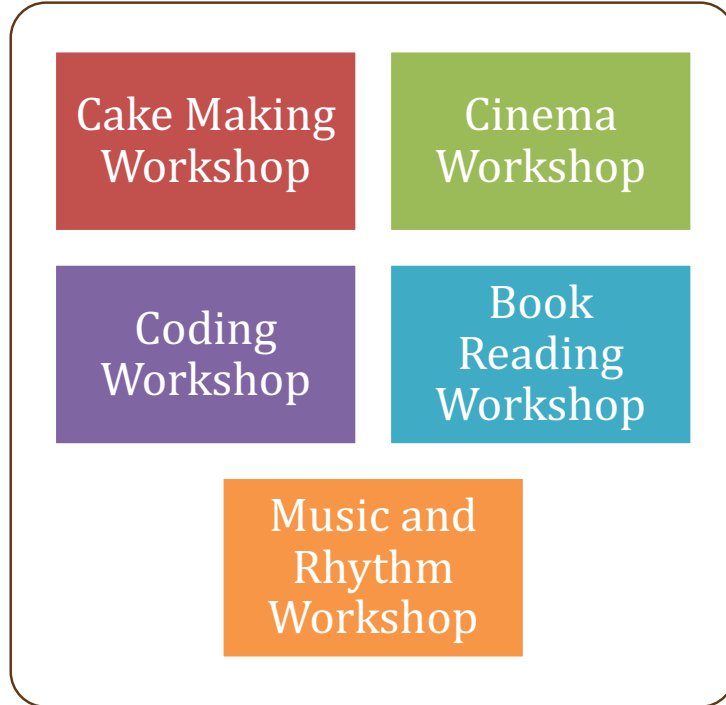 Cake Making
Workshop
Cinema
Workshop
Coding
Workshop
Book
Reading
Workshop
Music and
Rhythm
Workshop